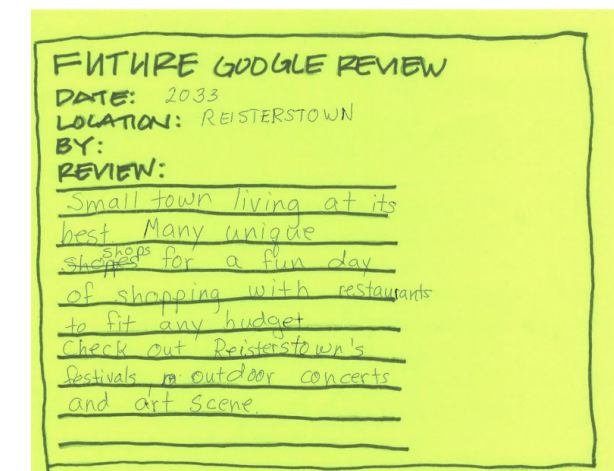 FUTURE GOOGLE REVIEW
DATE: 2033
LOCATION: REISTERSTOWN
BY:
REVIEW:
Small town living at its
best. Many unique
shops for a fun day
of shopping with restaurants
to fit any budget.
Check out Reisterstown's
festivals, outdoor concerts
and art scene.